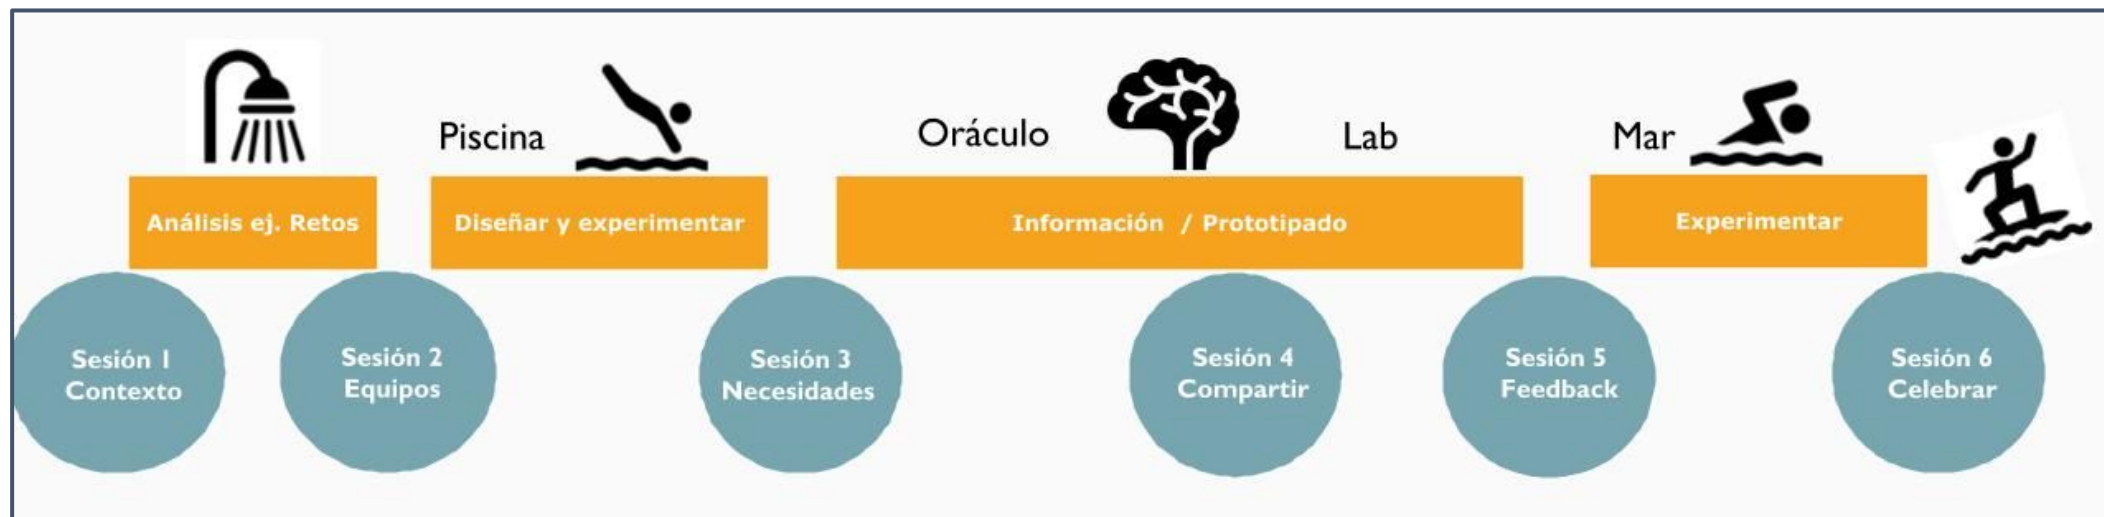 Piscina
Oráculo
Lab
Mar
Análisis ej. Retos
Diseñar y experimentar
Información / Prototipado
Experimentar
Sesión 1
Contexto
Sesión 2
Equipos
Sesión 3
Necesidades
Sesión 4
Compartir
Sesión 5
Feedback
Sesión 6
Celebrar